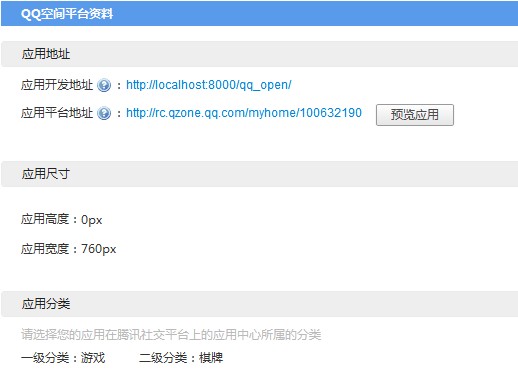 QQ空间平台资料
应用地址
应用开发地址 ? : http://localhost:8000/qq_open/
应用平台地址 ? : http://rc.qzone.qq.com/myhome/100632190 预览应用
应用尺寸
应用高度：0px
应用宽度：760px
应用分类
请选择您的应用在腾讯社交平台上的应用中心所属的分类
一级分类：游戏 二级分类：棋牌